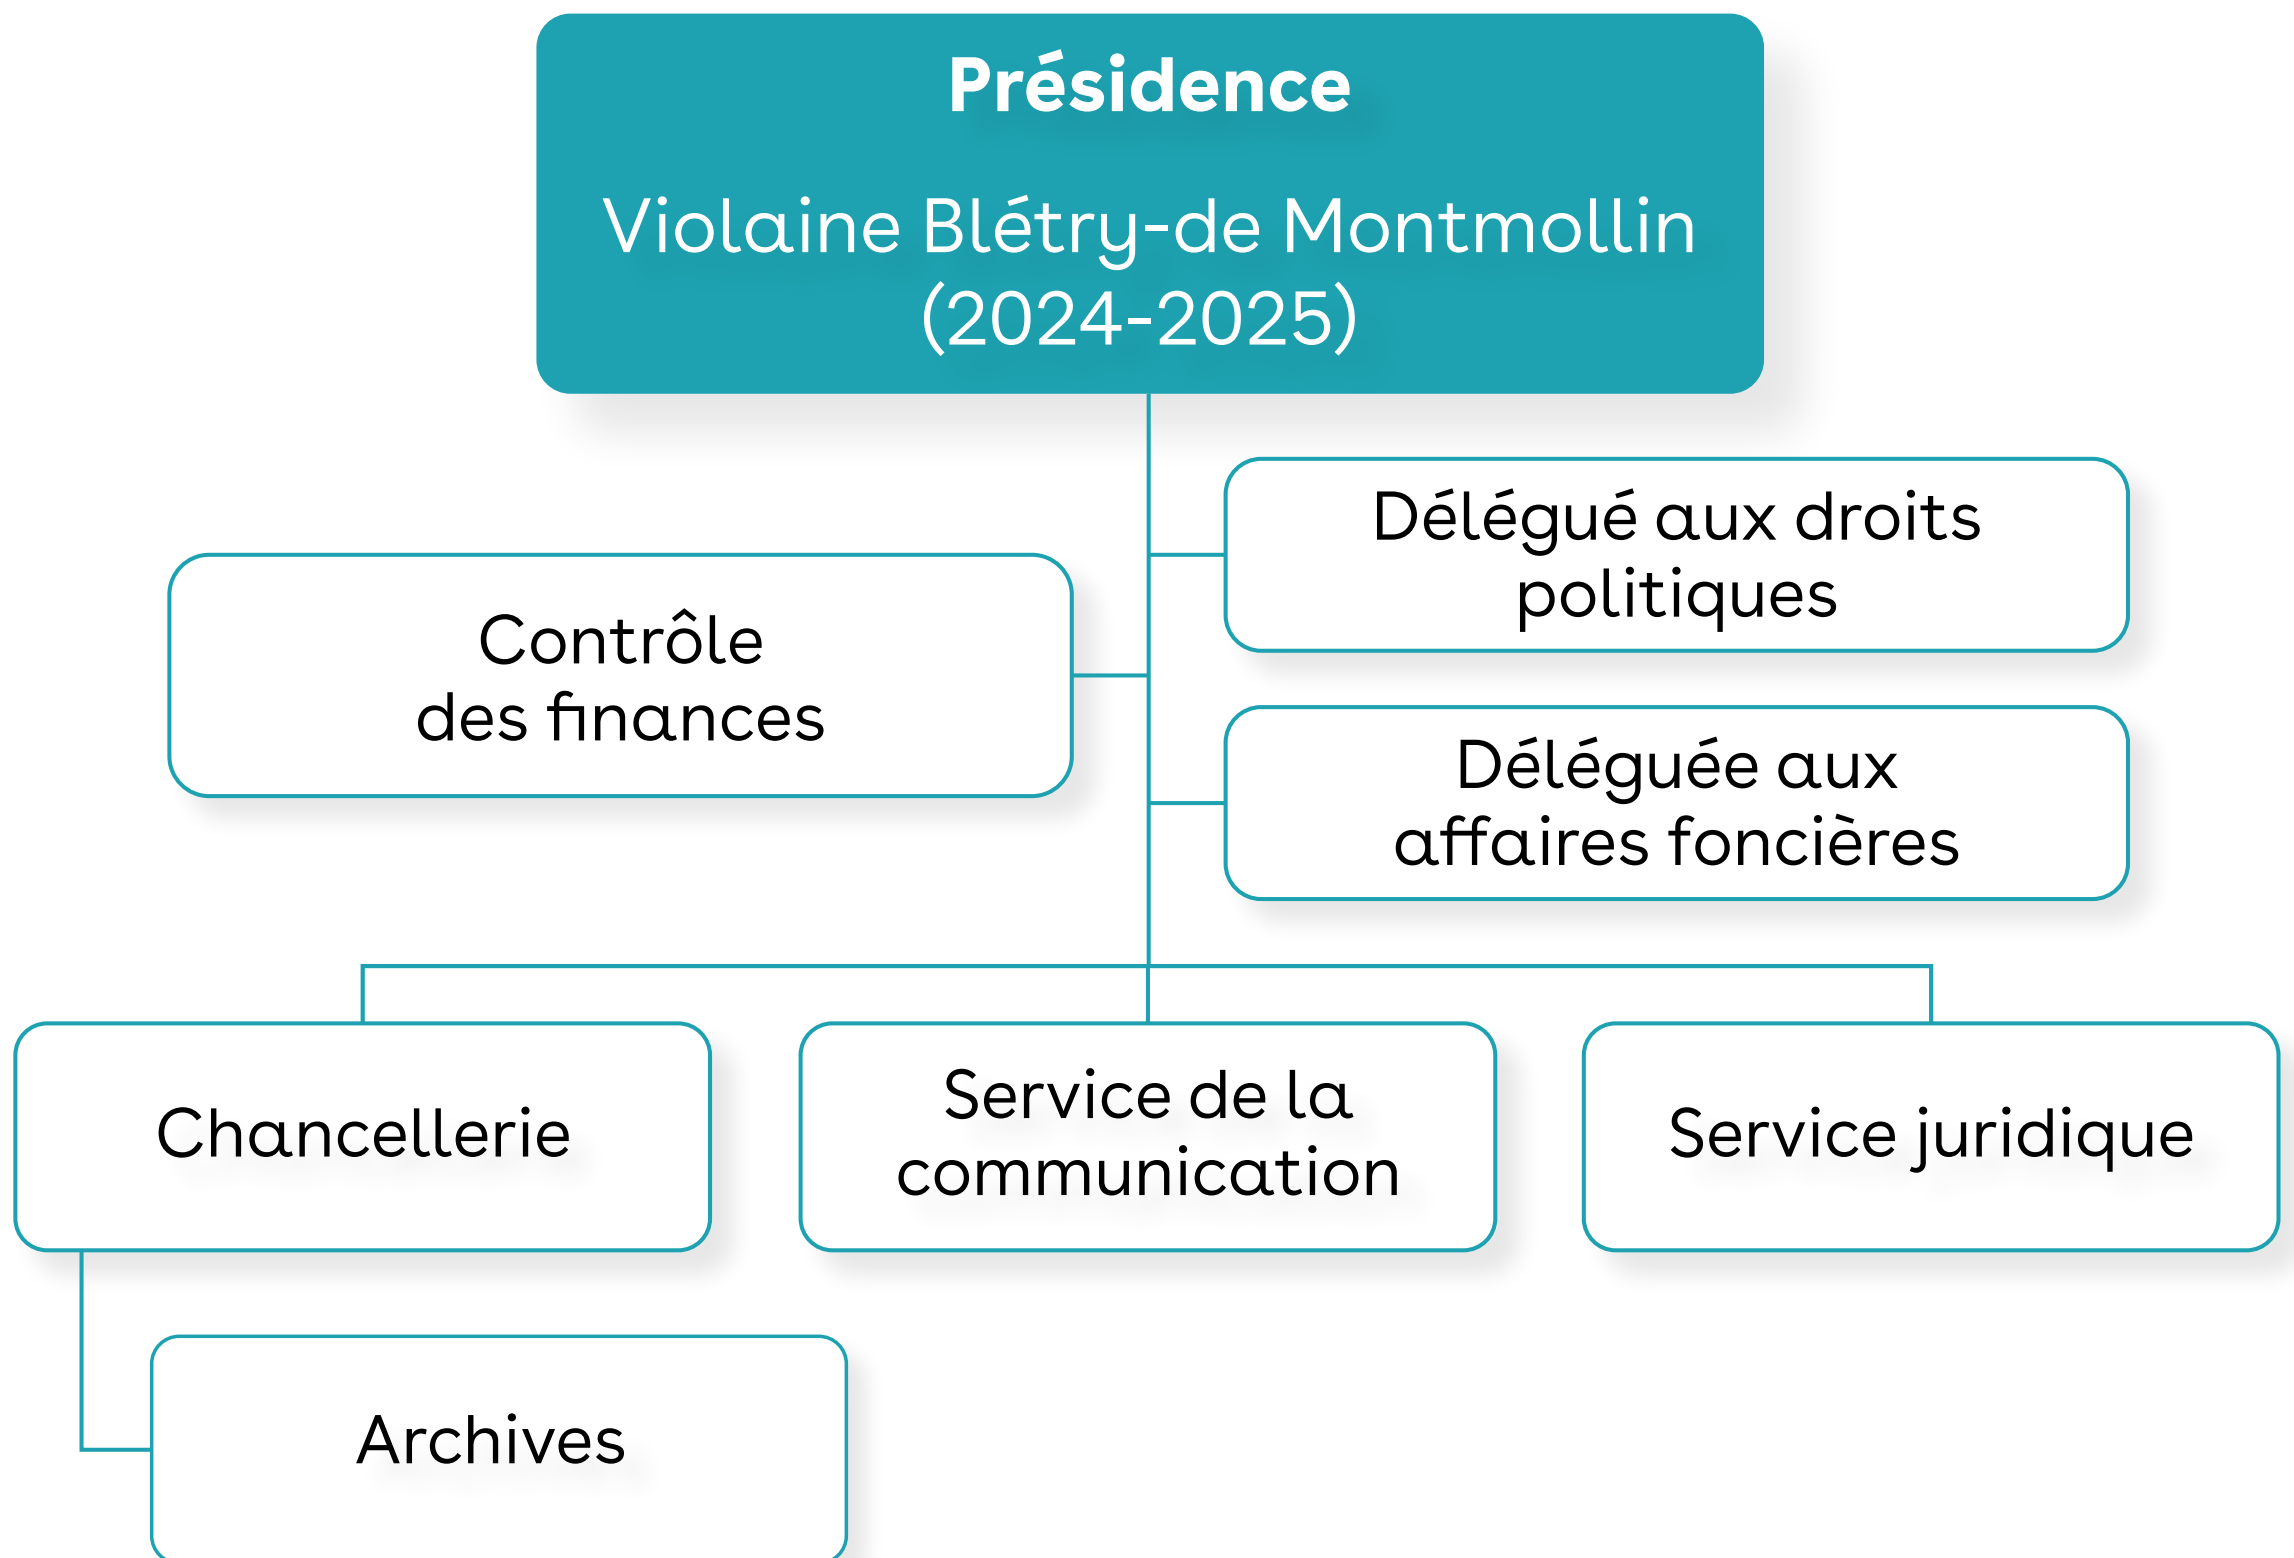 Présidence
Violaine Blétry-de Montmollin
(2024-2025)
Délégué aux droits
politiques
Contrôle
des finances
Déléguée aux
affaires foncières
Chancellerie
Service de la
communication
Service juridique
Archives